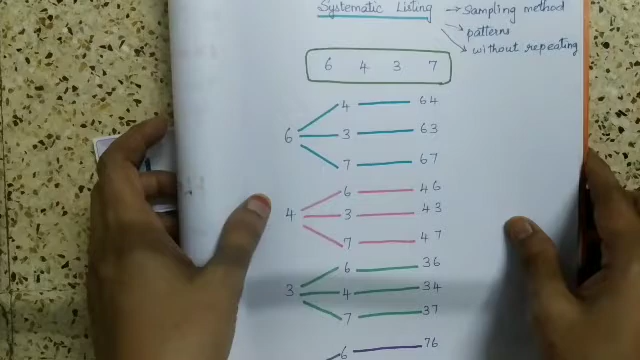 Systematic Listing → Sampling method
→ patterns
→ without repeating
6 4 3 7
4 64
6 3 63
7 67
6 46
4 3 43
7 47
6 36
3 4 34
7 37
6 76